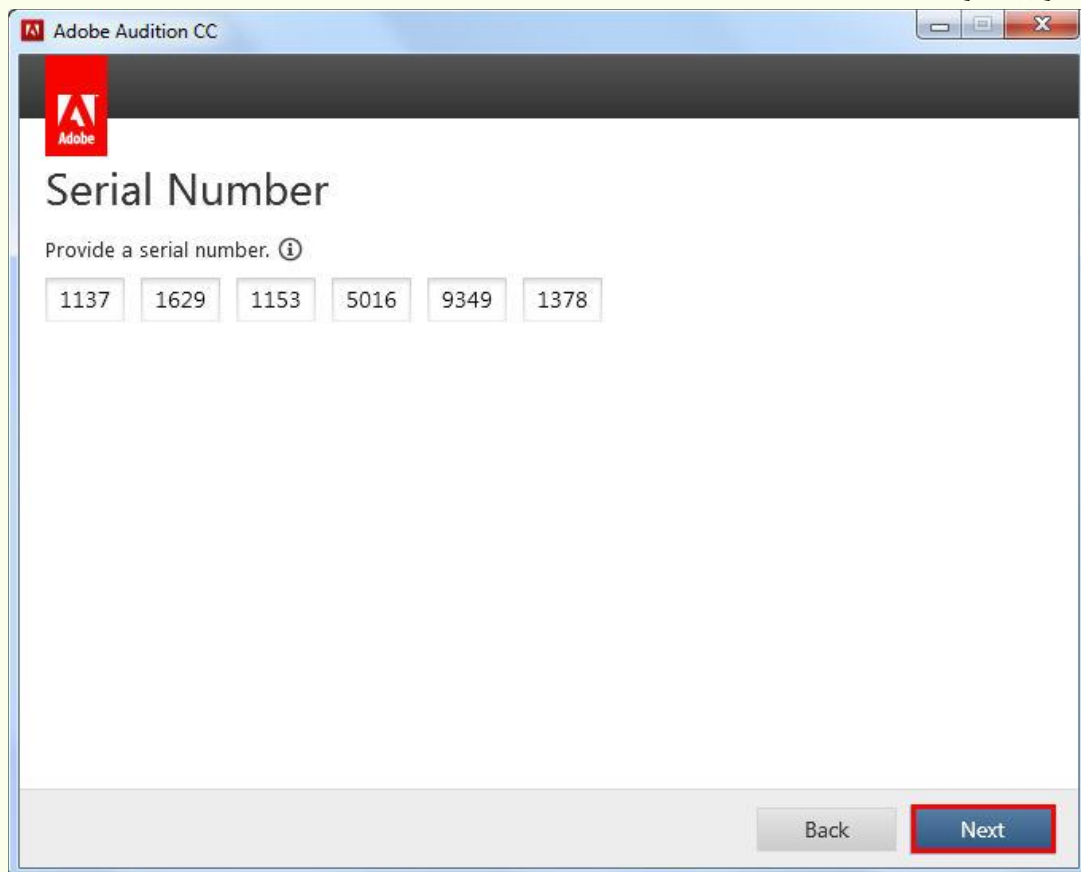 Adobe Audition CC
Adobe
Serial Number
Provide a serial number.
1137 1629 1153 5016 9349 1378
Back Next